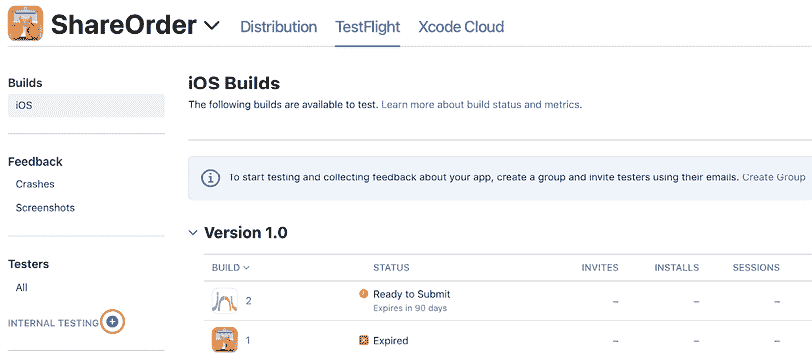 ShareOrder Distribution TestFlight Xcode Cloud
Builds
iOS
Feedback
Crashes
Screenshots
Testers
All
INTERNAL TESTING
iOS Builds
The following builds are available to test. Learn more about build status and metrics.
To start testing and collecting feedback about your app, create a group and invite testers using their emails. Create Group
Version 1.0
BUILD STATUS INVITES INSTALLS SESSIONS
2 Ready to Submit – – –
Expires in 90 days
1 Expired – – –